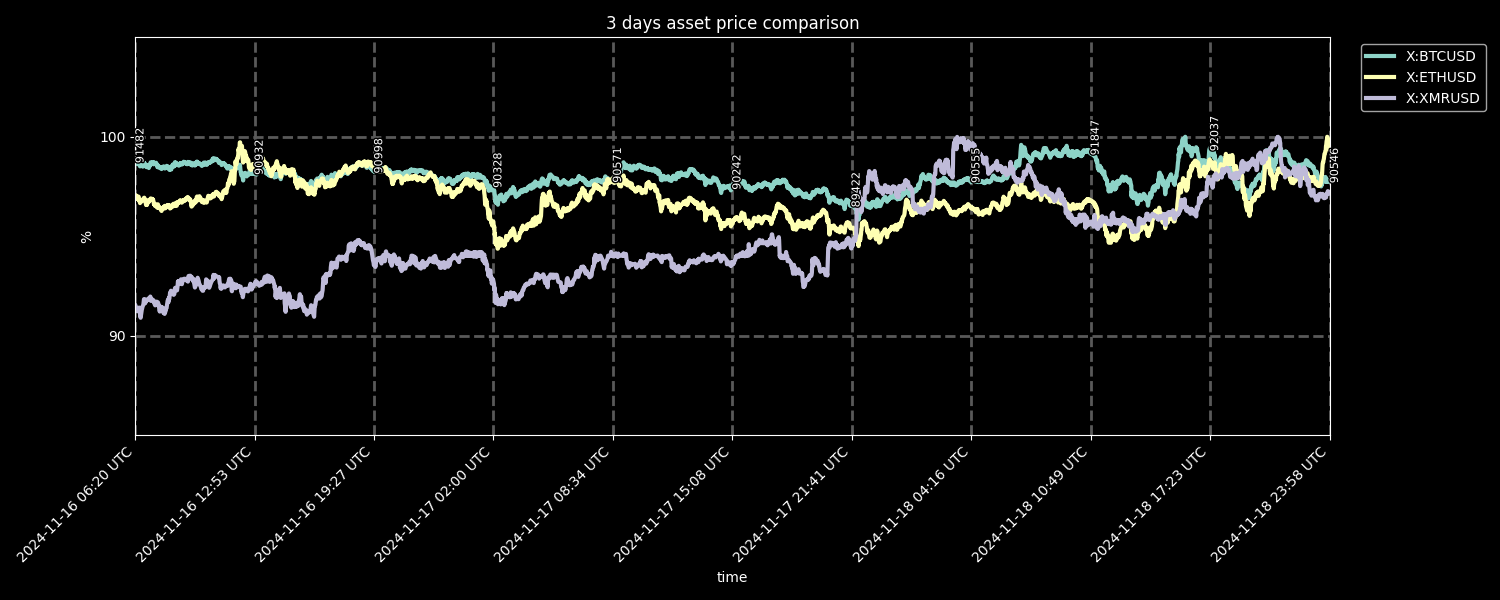 3 days asset price comparison
X:BTCUSD
X:ETHUSD
X:XMRUSD
100
90
%
91482
90932
90998
90328
90571
90242
89422
90555
91847
92037
90546
2024-11-16 06:20 UTC
2024-11-16 12:53 UTC
2024-11-16 19:27 UTC
2024-11-17 02:00 UTC
2024-11-17 08:34 UTC
2024-11-17 15:08 UTC
2024-11-17 21:41 UTC
2024-11-18 04:16 UTC
2024-11-18 10:49 UTC
2024-11-18 17:23 UTC
2024-11-18 23:58 UTC
time